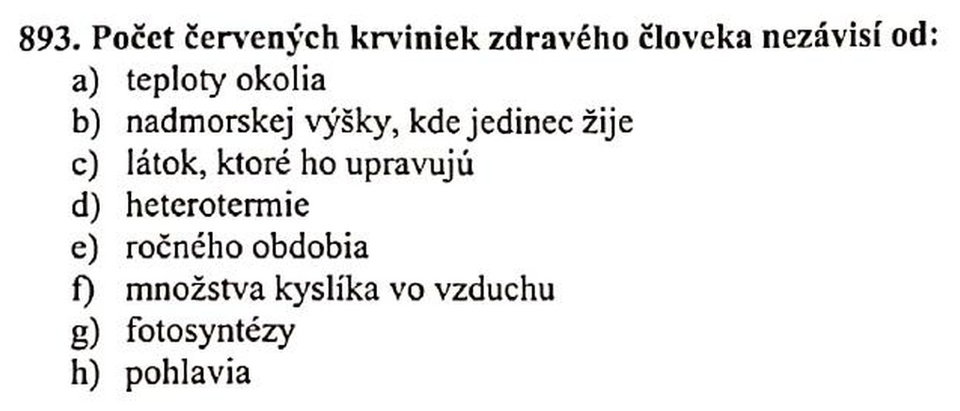 893. Počet červených krviniek zdravého človeka nezávisí od:
a) teploty okolia
b) nadmorskej výšky, kde jedinec žije
c) látok, ktoré ho upravujú
d) heterotermie
e) ročného obdobia
f) množstva kyslíka vo vzduchu
g) fotosyntézy
h) pohlavia